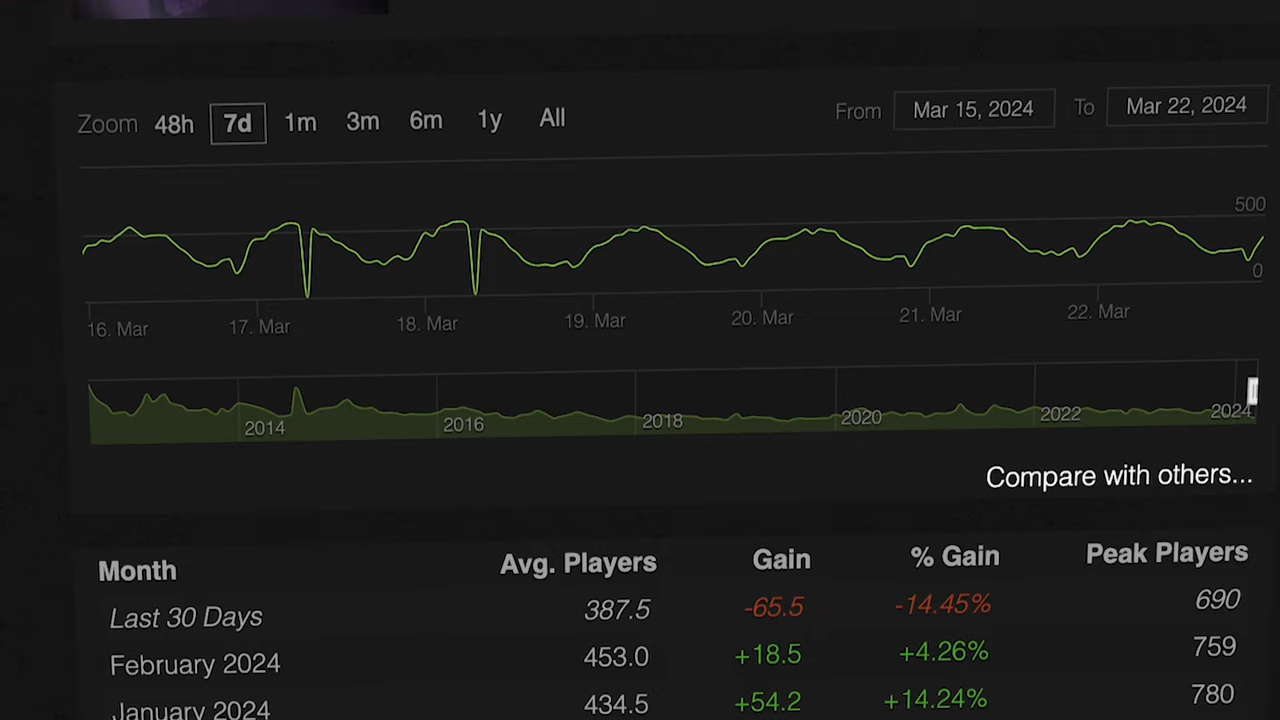 Zoom 48h 7d 1m 3m 6m 1y All From Mar 15, 2024 To Mar 22, 2024
500
0
16. Mar 17. Mar 18. Mar 19. Mar 20. Mar 21. Mar 22. Mar
2014 2016 2018 2020 2022 2024
Compare with others...
Month Avg. Players Gain % Gain Peak Players
Last 30 Days 387.5 -65.5 -14.45% 690
February 2024 453.0 +18.5 +4.26% 759
January 2024 434.5 +54.2 +14.24% 780